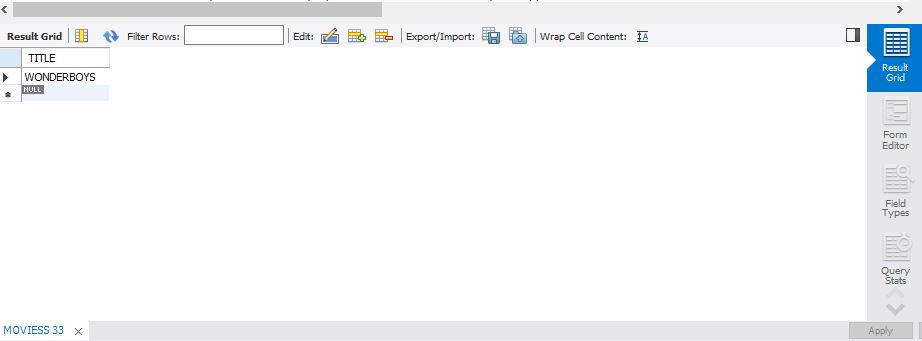 Result Grid Filter Rows: Edit: Export/Import: Wrap Cell Content: IA
TITLE
WONDERBOYS
NULL
Result
Grid
Form
Editor
Field
Types
Query
Stats
MOVIESS 33 ×
Apply